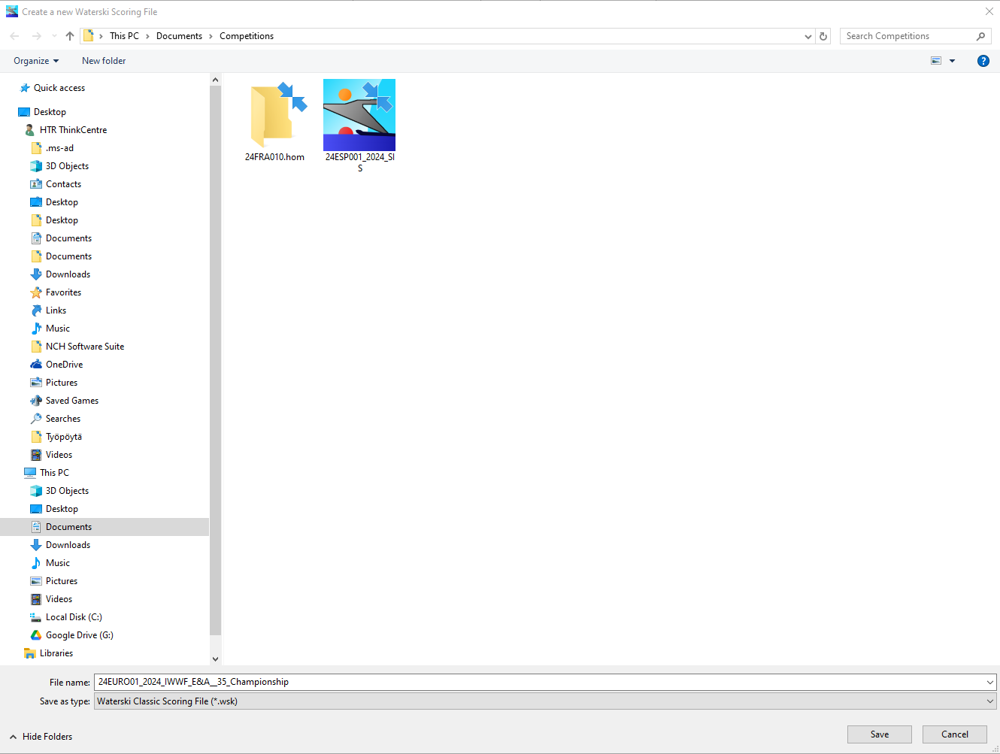 Create a new Waterski Scoring File
This PC > Documents > Competitions
Search Competitions
Organize
New folder
Quick access
Desktop
HTR ThinkCentre
.ms-ad
3D Objects
Contacts
Desktop
Desktop
Documents
Documents
Downloads
Favorites
Links
Music
NCH Software Suite
OneDrive
Pictures
Saved Games
Searches
Työpöytä
Videos
This PC
3D Objects
Desktop
Documents
Downloads
Music
Pictures
Videos
Local Disk (C:)
Google Drive (G:)
Libraries
24FRA010.hom
24ESP001_2024_SI
S
File name: 24EURO01_2024_IWWF_E&A__35_Championship
Save as type: Waterski Classic Scoring File (*.wsk)
Hide Folders
Save
Cancel